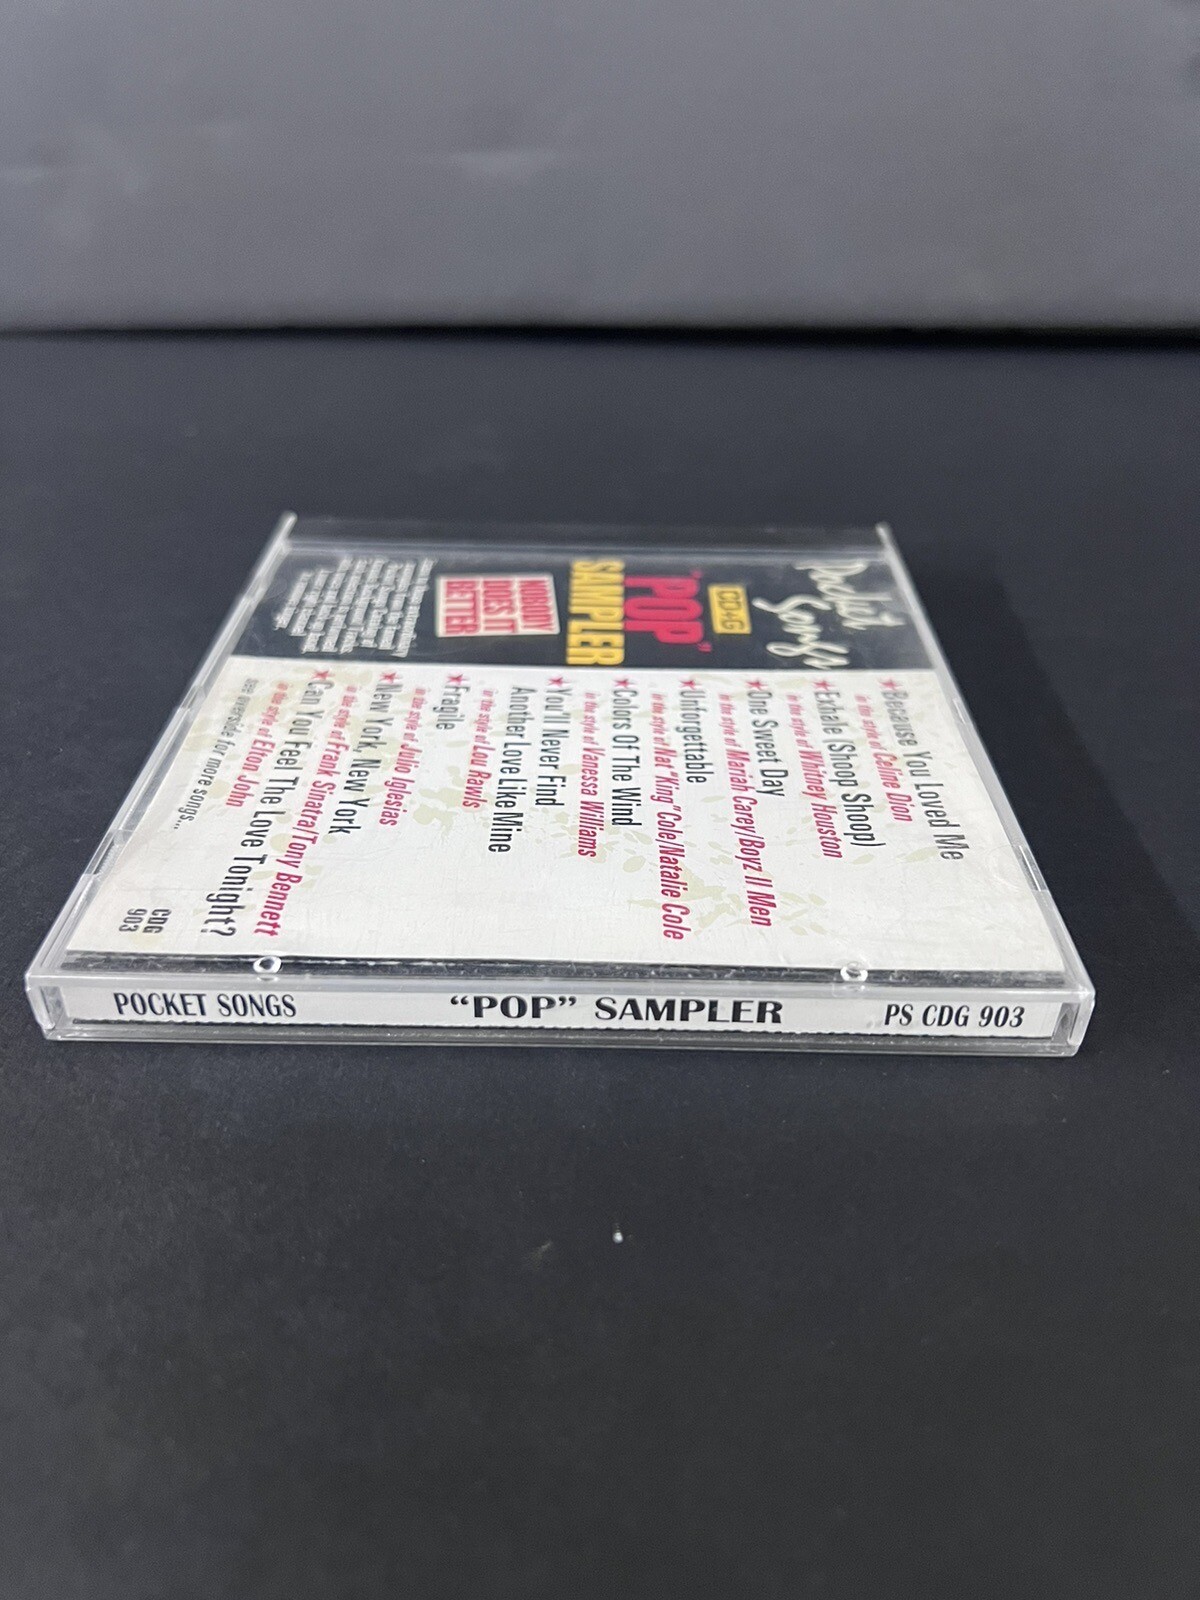 Pocket
Songs
CD+G
"POP"
SAMPLER
NOBODY
DOES IT
BETTER
★Because You Loved Me
in the style of Celine Dion
★Exhale (Shoop Shoop)
in the style of Whitney Houston
★One Sweet Day
in the style of Mariah Carey/Boyz II Men
★Unforgettable
in the style of Nat "King" Cole/Natalie Cole
★Colors Of The Wind
in the style of Vanessa Williams
★You'll Never Find
Another Love Like Mine
in the style of Lou Rawls
★Fragile
in the style of Julio Iglesias
★New York, New York
in the style of Frank Sinatra/Tony Bennett
★Can You Feel The Love Tonight?
in the style of Elton John
see overside for more songs...
CDG
903
POCKET SONGS
"POP" SAMPLER
PS CDG 903